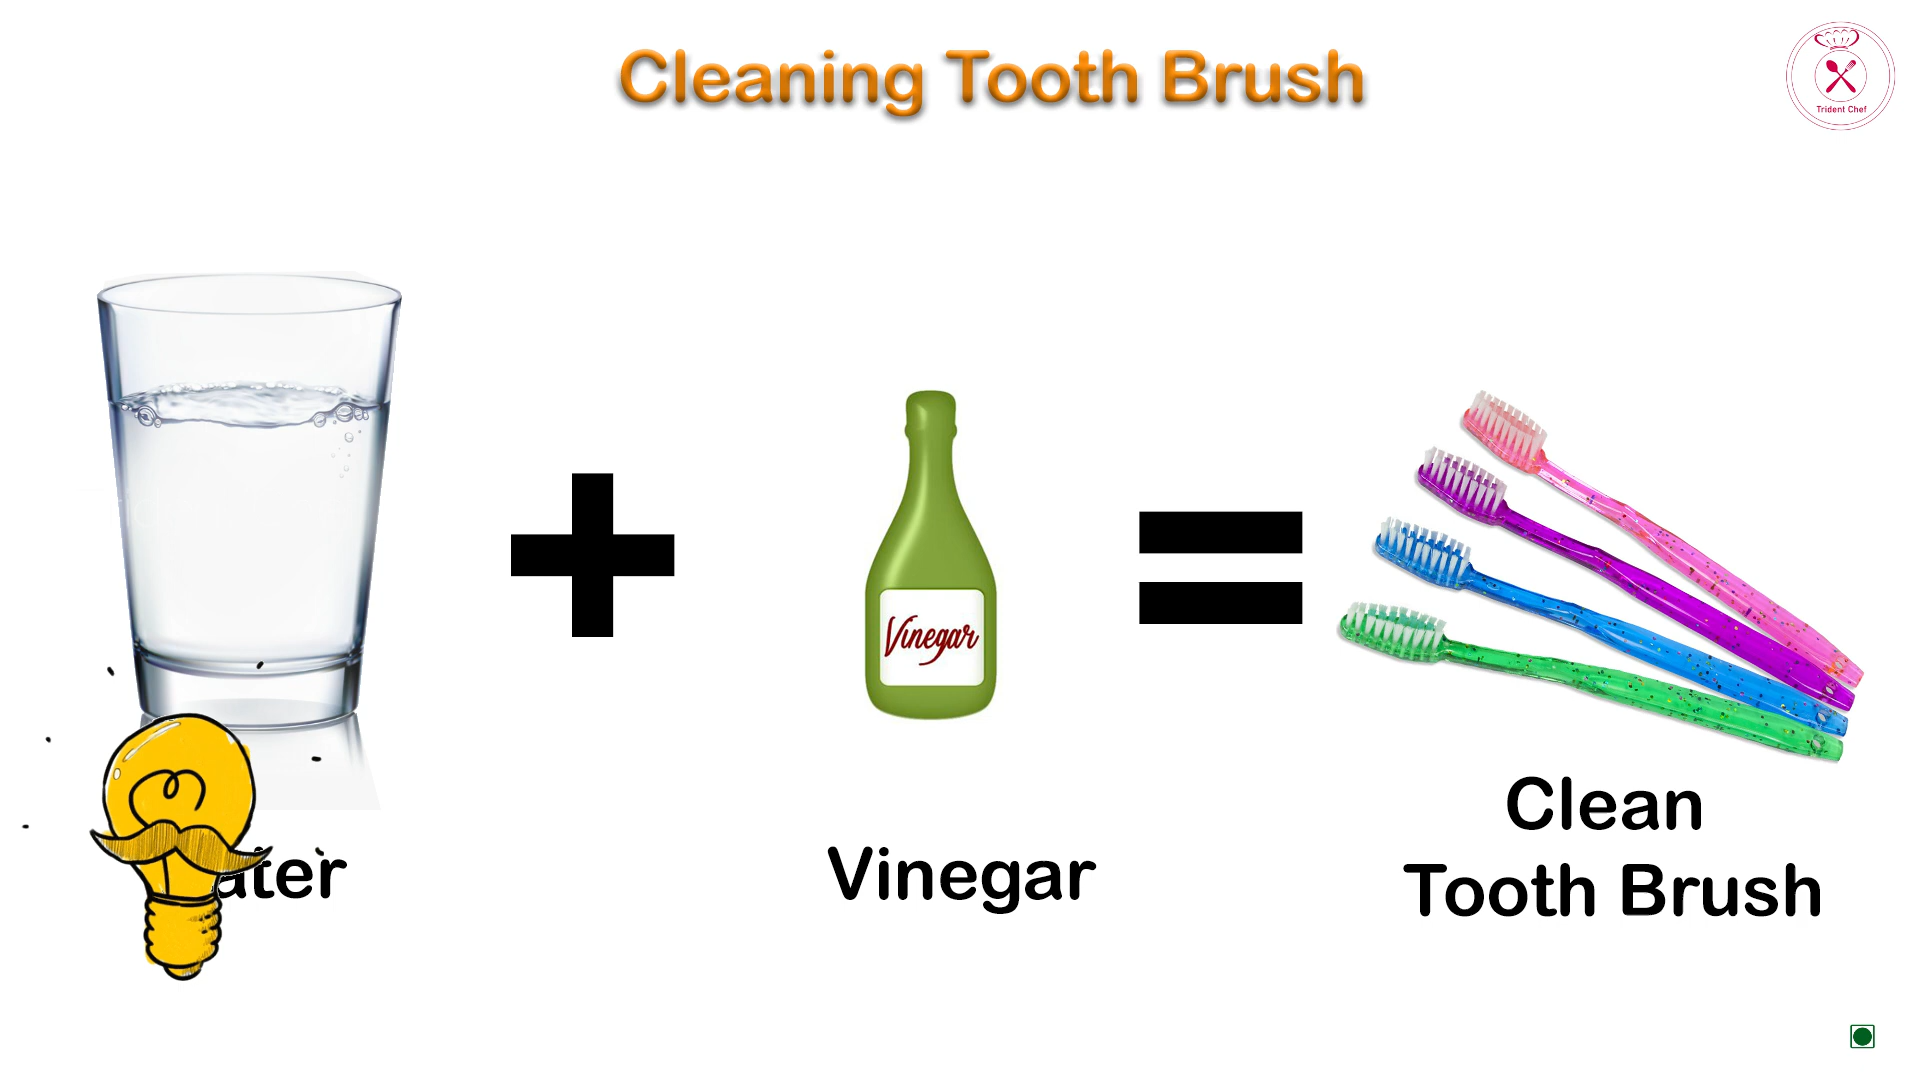 Cleaning Tooth Brush
Trident Chef
Vinegar
ater
Vinegar
Clean
Tooth Brush